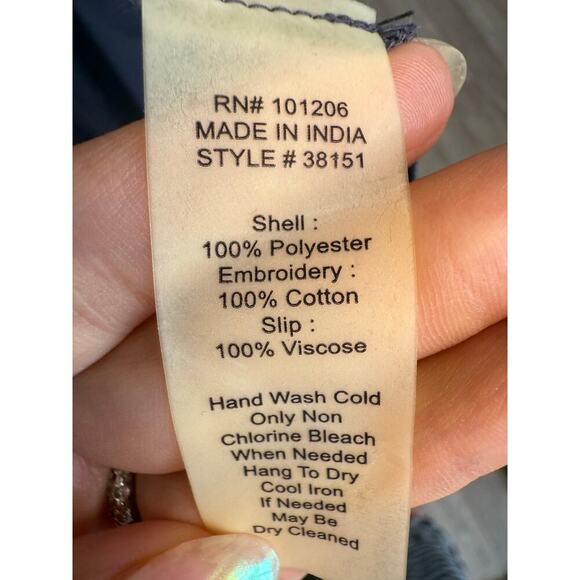 RN# 101206
MADE IN INDIA
STYLE # 38151
Shell :
100% Polyester
Embroidery :
100% Cotton
Slip :
100% Viscose
Hand Wash Cold
Only Non
Chlorine Bleach
When Needed
Hang To Dry
Cool Iron
If Needed
May Be
Dry Cleaned